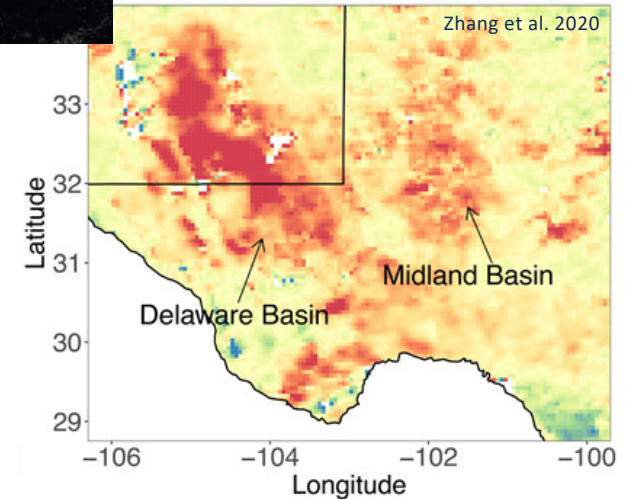 Zhang et al. 2020
33
32
31
30
29
Latitude
Midland Basin
Delaware Basin
−106
−104
−102
−100
Longitude